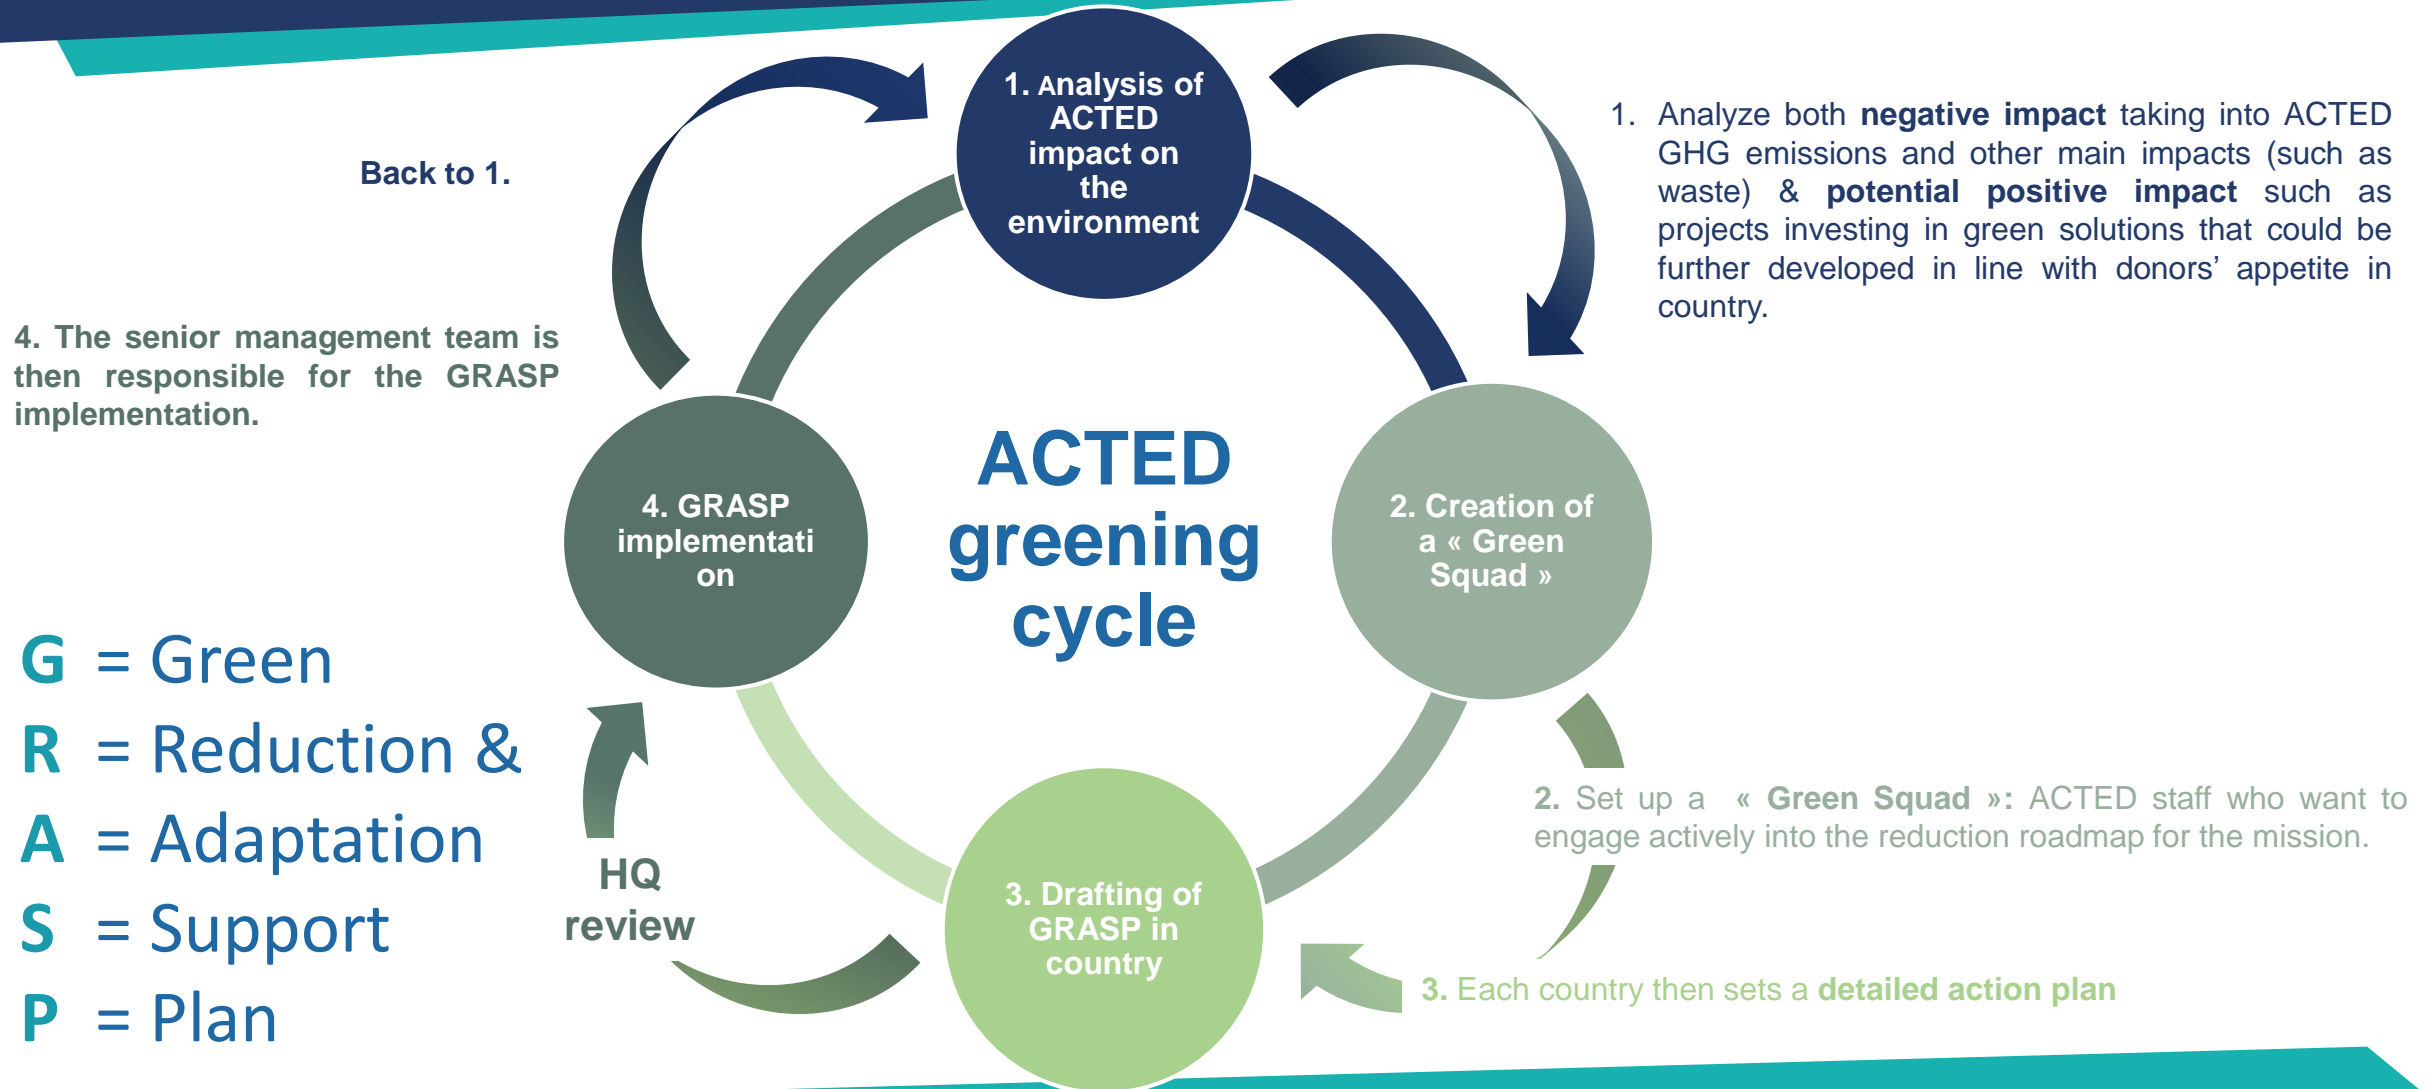 1. Analysis of
ACTED
impact on
the
environment
1. Analyze both negative impact taking into ACTED
GHG emissions and other main impacts (such as
waste) & potential positive impact such as
projects investing in green solutions that could be
further developed in line with donors’ appetite in
country.
Back to 1.
4. The senior management team is
then responsible for the GRASP
implementation.
ACTED
greening
cycle
4. GRASP
implementati
on
2. Creation of
a « Green
Squad »
G = Green
R = Reduction &
A = Adaptation
S = Support
P = Plan
2. Set up a « Green Squad »: ACTED staff who want to
engage actively into the reduction roadmap for the mission.
HQ
review
3. Drafting of
GRASP in
country
3. Each country then sets a detailed action plan